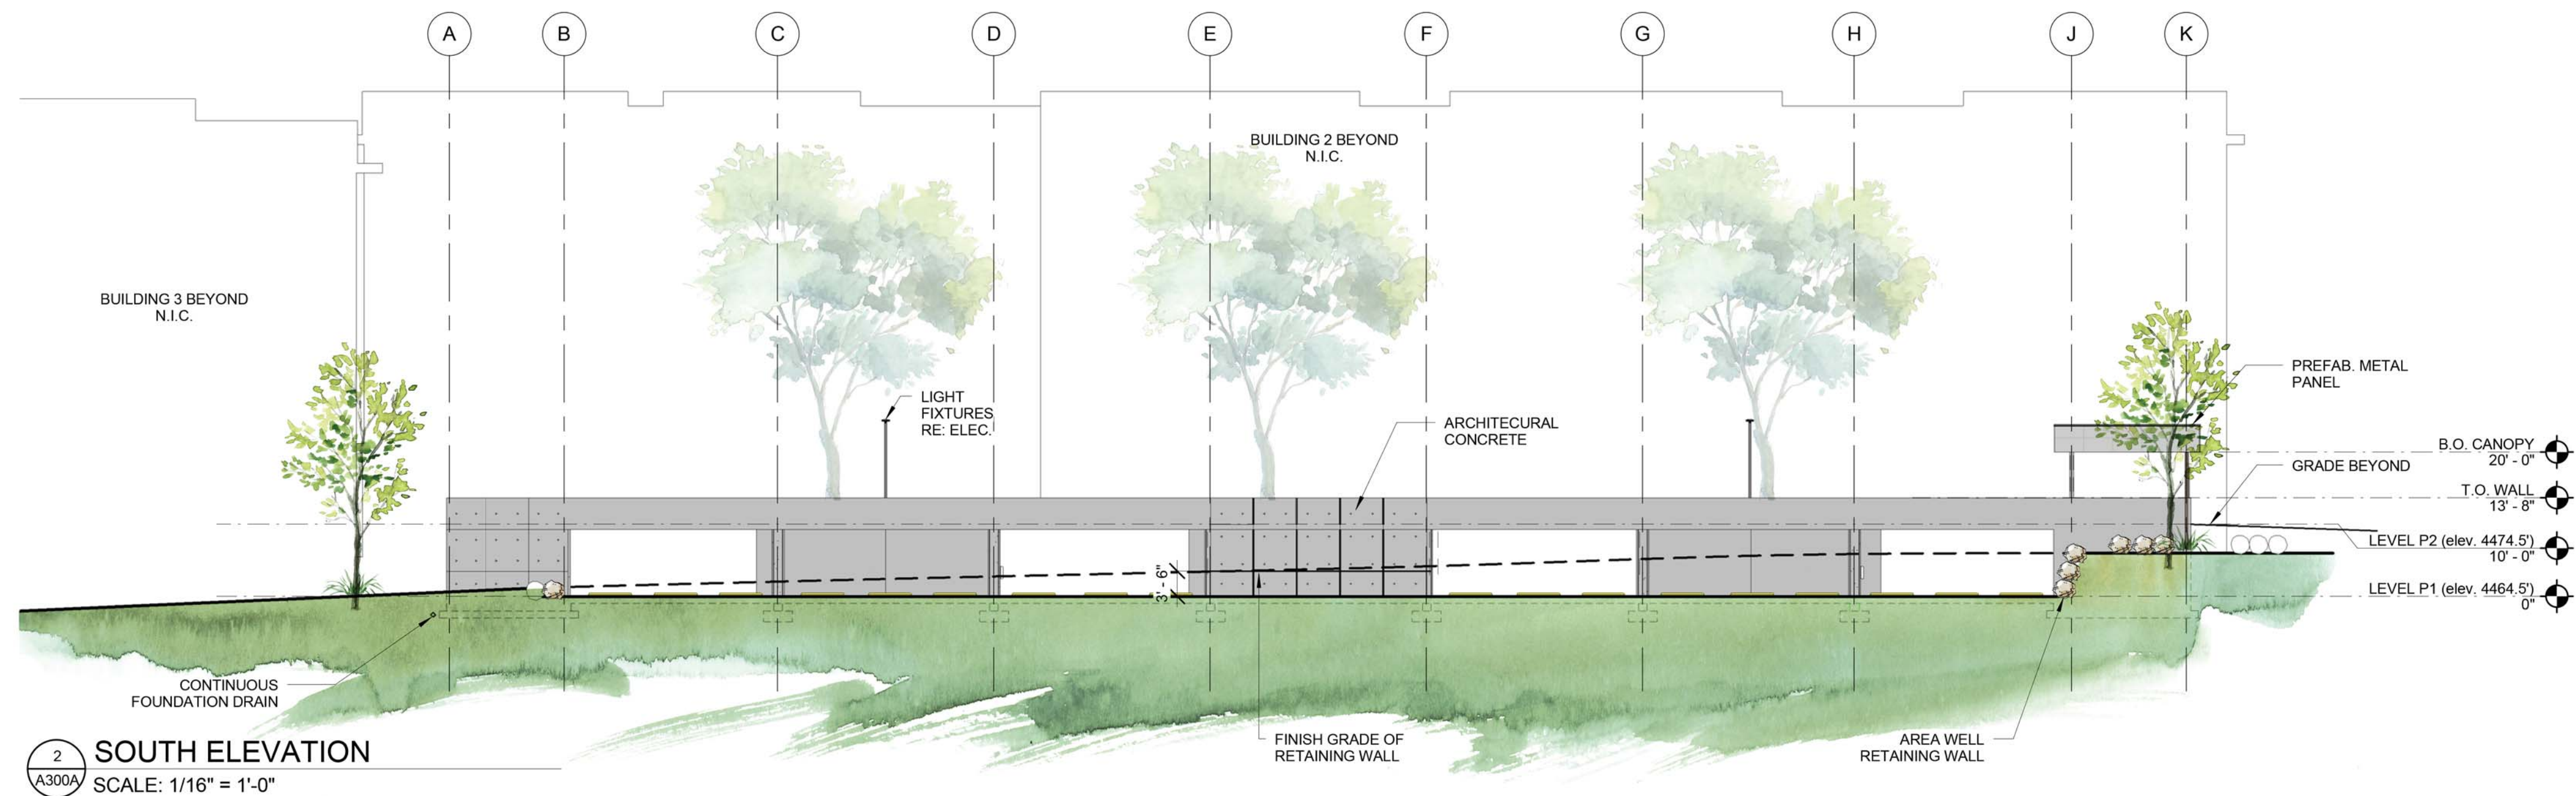 A B C D E F G H J K
BUILDING 2 BEYOND
N.I.C.
BUILDING 3 BEYOND
N.I.C.
LIGHT
FIXTURES
RE: ELEC.
ARCHITECURAL
CONCRETE
PREFAB. METAL
PANEL
B.O. CANOPY
20' - 0"
GRADE BEYOND
T.O. WALL
13' - 8"
LEVEL P2 (elev. 4474.5')
10' - 0"
LEVEL P1 (elev. 4464.5')
0"
3' - 6"
CONTINUOUS
FOUNDATION DRAIN
FINISH GRADE OF
RETAINING WALL
AREA WELL
RETAINING WALL
2
A300A
SOUTH ELEVATION
SCALE: 1/16" = 1'-0"